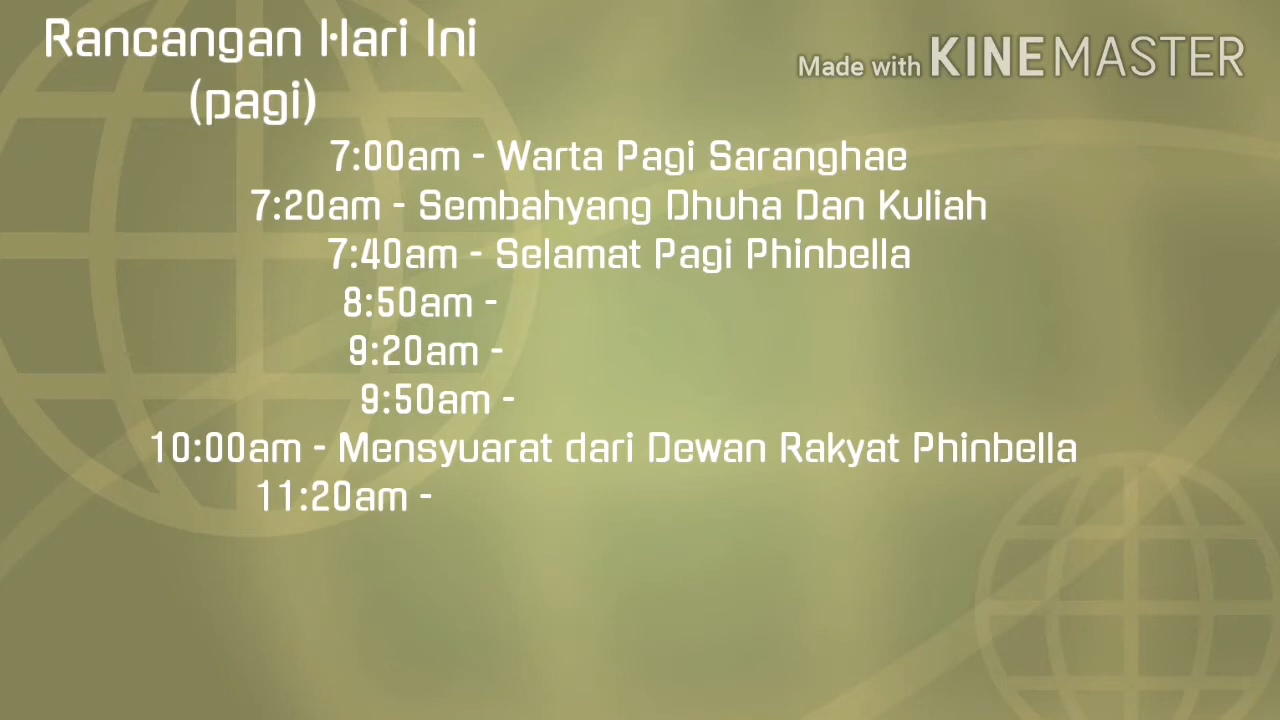 Rancangan Hari Ini
(pagi)
Made with KINEMASTER
7:00am - Warta Pagi Saranghae
7:20am - Sembahyang Dhuha Dan Kuliah
7:40am - Selamat Pagi Phinbella
8:50am -
9:20am -
9:50am -
10:00am - Mensyuarat dari Dewan Rakyat Phinbella
11:20am -